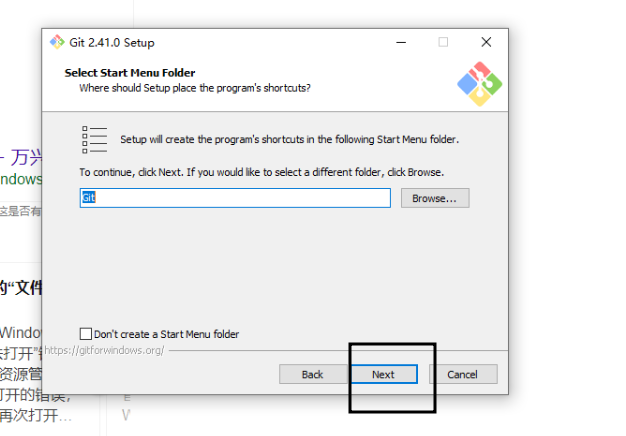 Git 2.41.0 Setup
Select Start Menu Folder
Where should Setup place the program's shortcuts?
Setup will create the program's shortcuts in the following Start Menu folder.
To continue, click Next. If you would like to select a different folder, click Browse.
Git
Browse...
Don't create a Start Menu folder
https://gitforwindows.org/
Back
Next
Cancel
- 万兴
ndows
这是否有
的“文件
Windo
打开“
资源管
打开的错误，
再次打开...